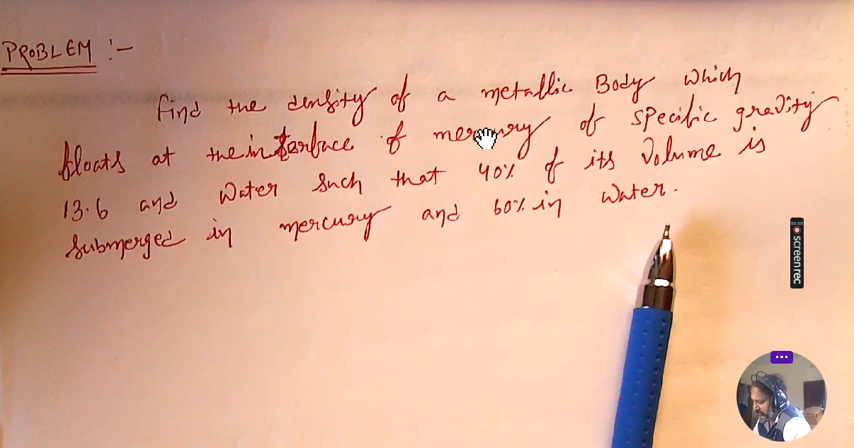 PROBLEM :-
Find the density of a metallic Body which
floats at the interface of mercury of specific gravity
13.6 and Water such that 40% of its Volume is
submerged in mercury and 60% in Water.
screenrec